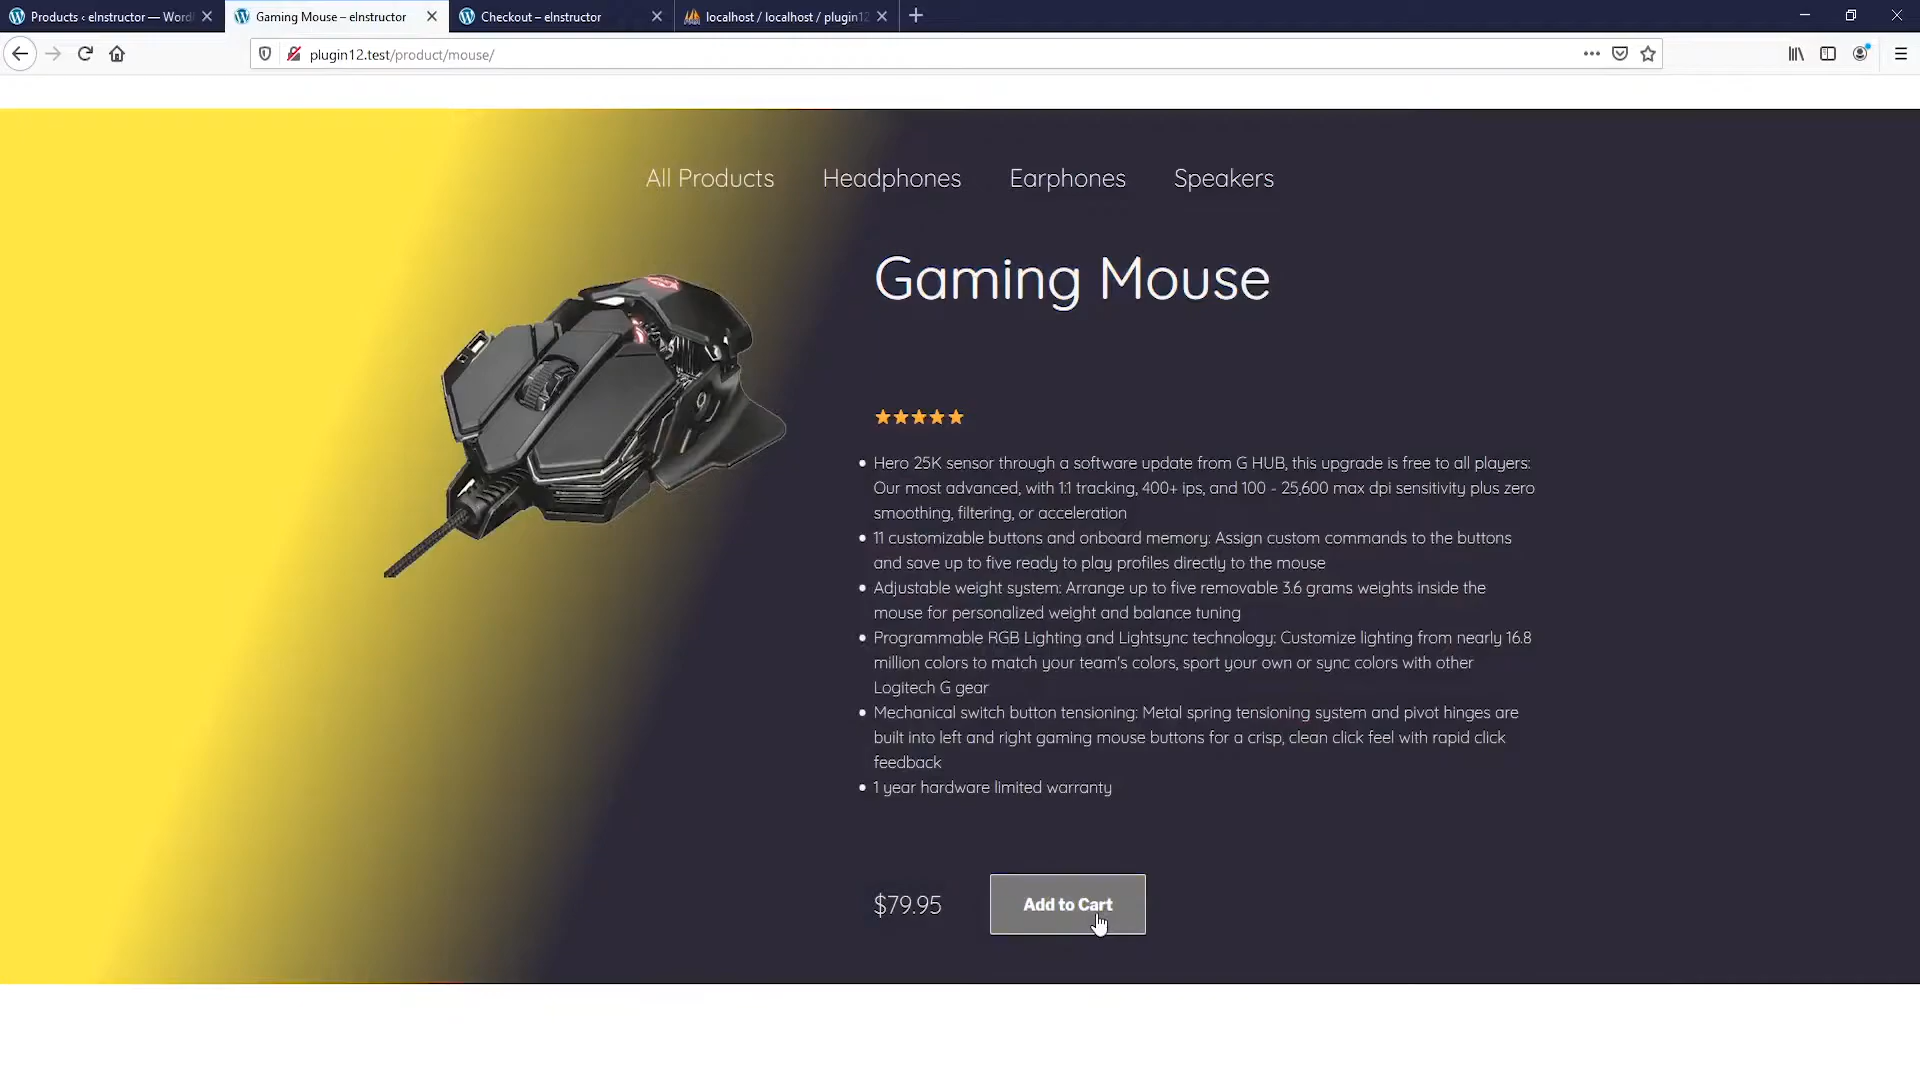 Products ‹ eInstructor — Word
Gaming Mouse – eInstructor
Checkout – eInstructor
localhost / localhost / plugin12
plugin12.test/product/mouse/
All Products
Headphones
Earphones
Speakers
Gaming Mouse
Hero 25K sensor through a software update from G HUB, this upgrade is free to all players:
Our most advanced, with 1:1 tracking, 400+ ips, and 100 - 25,600 max dpi sensitivity plus zero
smoothing, filtering, or acceleration
11 customizable buttons and onboard memory: Assign custom commands to the buttons
and save up to five ready to play profiles directly to the mouse
Adjustable weight system: Arrange up to five removable 3.6 grams weights inside the
mouse for personalized weight and balance tuning
Programmable RGB Lighting and Lightsync technology: Customize lighting from nearly 16.8
million colors to match your team's colors, sport your own or sync colors with other
Logitech G gear
Mechanical switch button tensioning: Metal spring tensioning system and pivot hinges are
built into left and right gaming mouse buttons for a crisp, clean click feel with rapid click
feedback
1 year hardware limited warranty
$79.95
Add to Cart